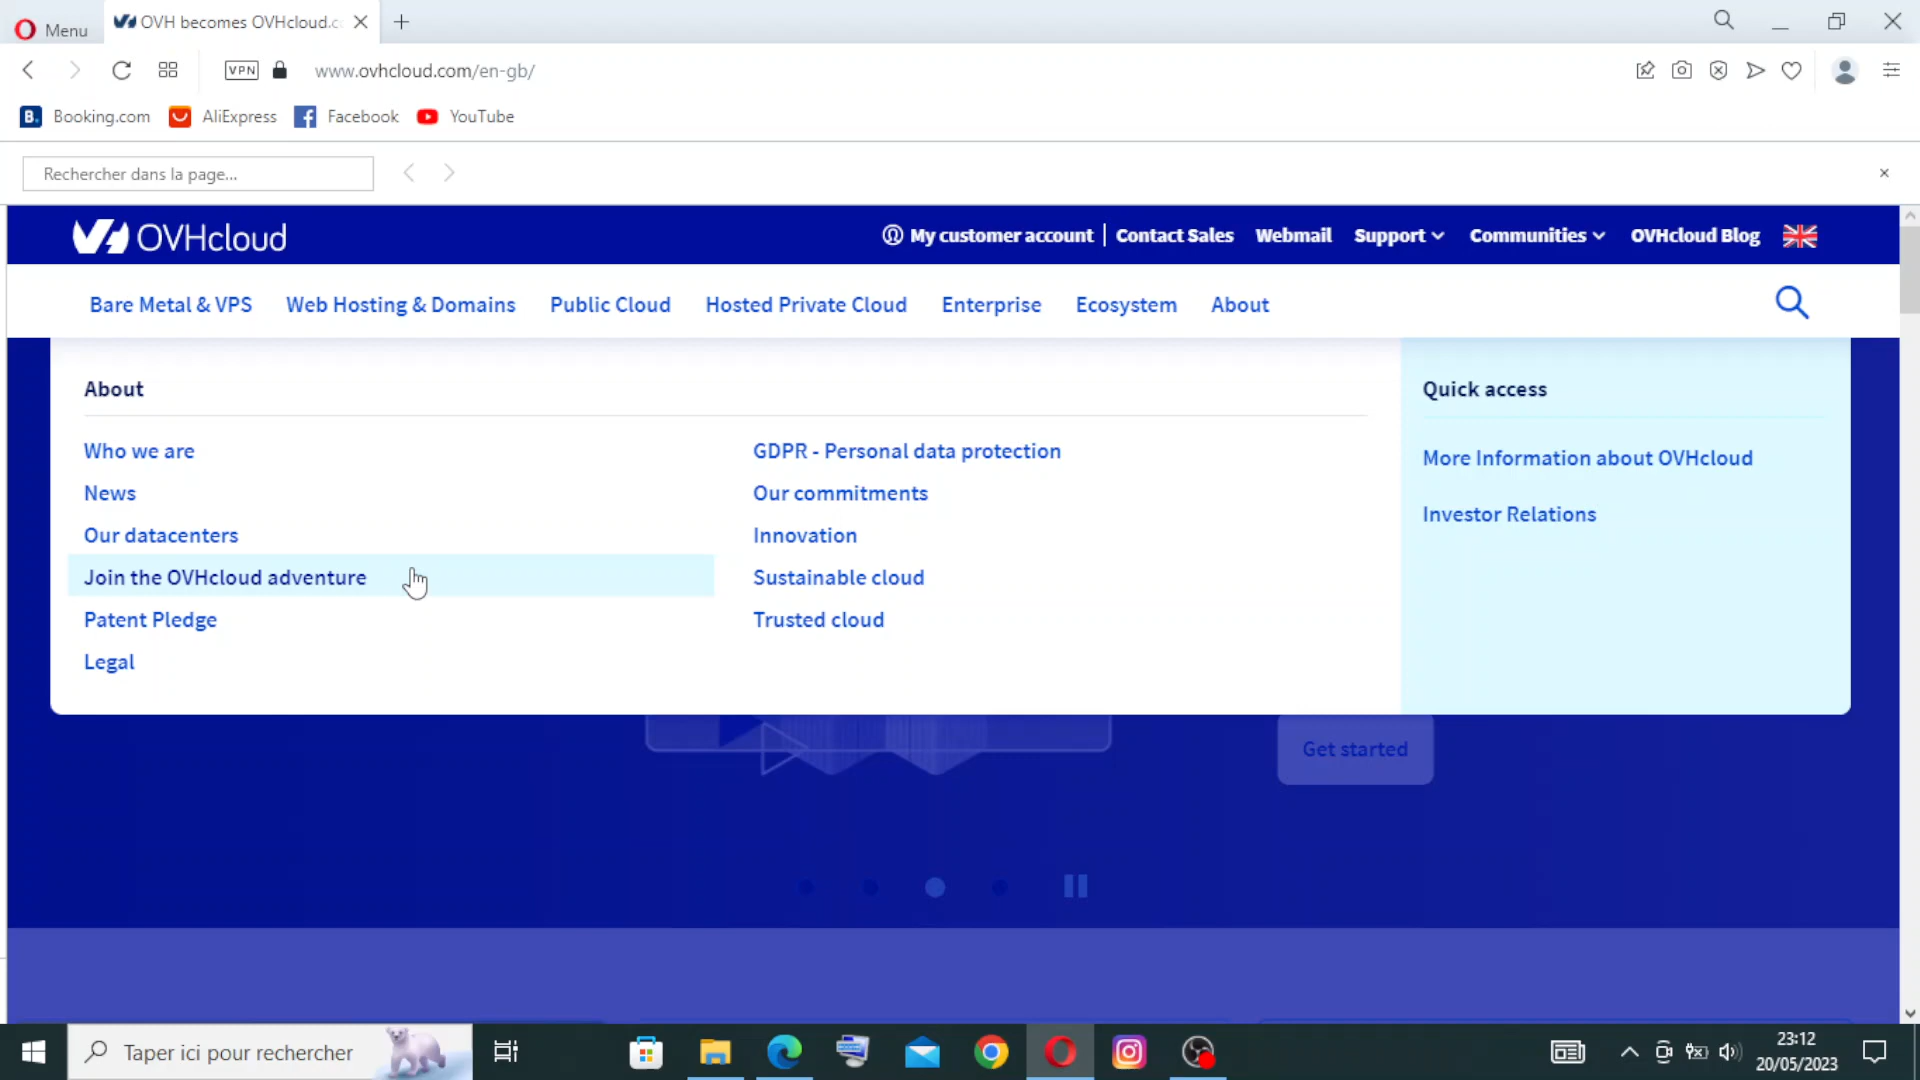 Menu
OVH becomes OVHcloud.c
VPN
www.ovhcloud.com/en-gb/
B. Booking.com AliExpress Facebook YouTube
Rechercher dans la page...
OVHcloud
My customer account Contact Sales Webmail Support Communities OVHcloud Blog
Bare Metal & VPS Web Hosting & Domains Public Cloud Hosted Private Cloud Enterprise Ecosystem About
About
Who we are
News
Our datacenters
Join the OVHcloud adventure
Patent Pledge
Legal
GDPR - Personal data protection
Our commitments
Innovation
Sustainable cloud
Trusted cloud
Quick access
More Information about OVHcloud
Investor Relations
Get started
Taper ici pour rechercher
23:12
20/05/2023